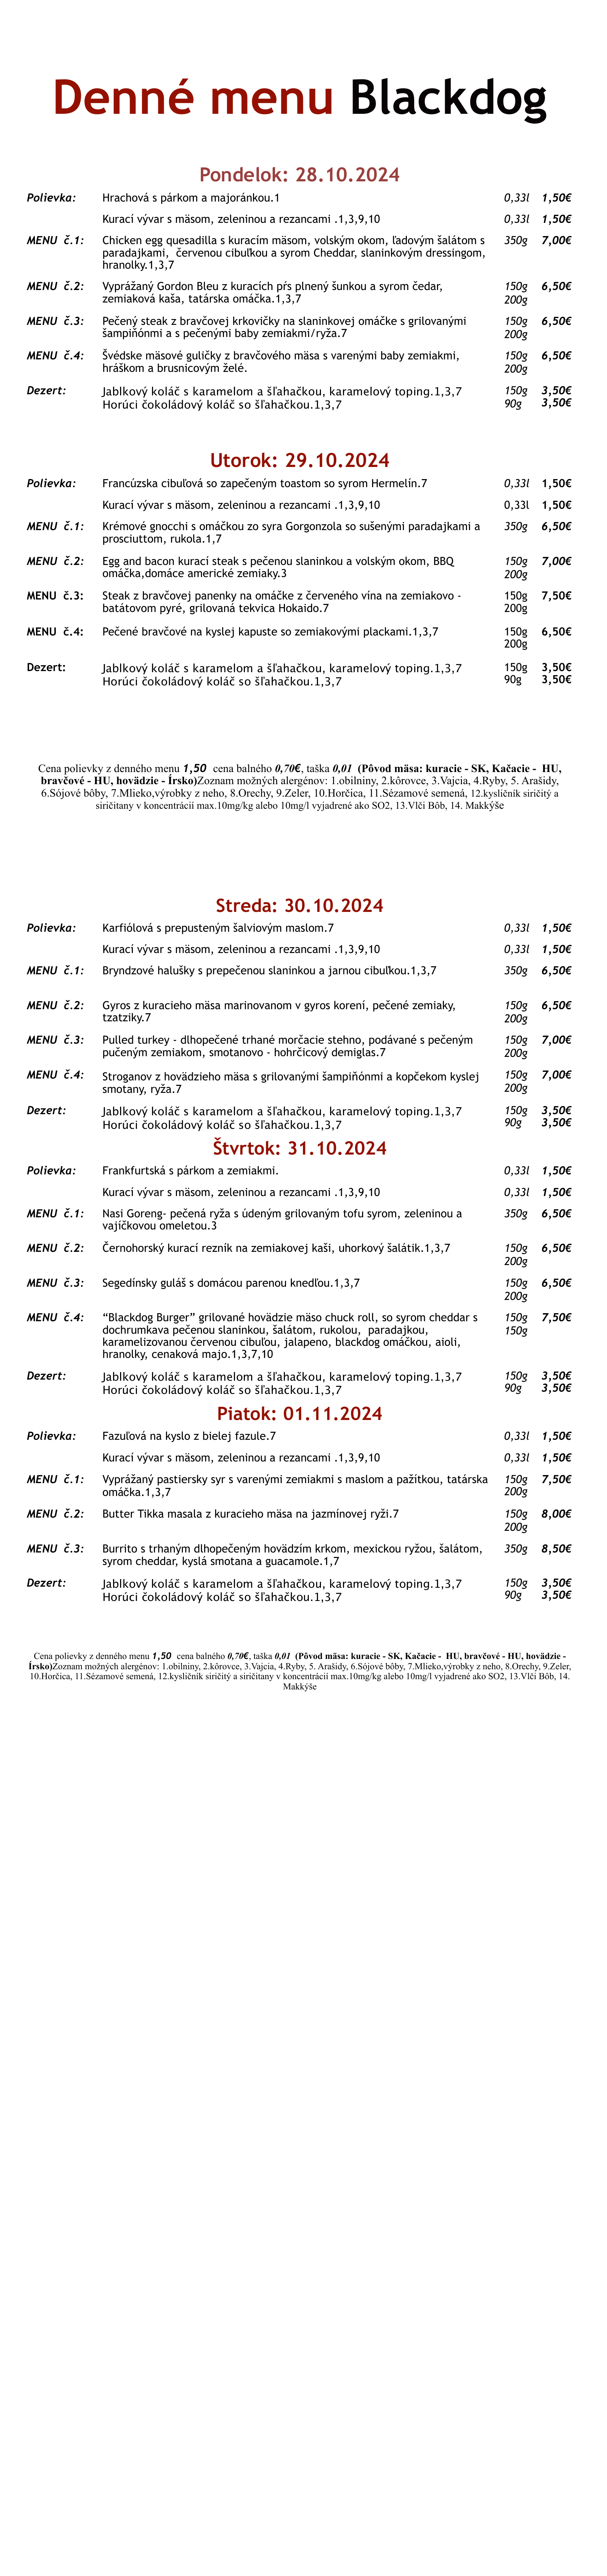 Denné menu Blackdog
Pondelok: 28.10.2024
Polievka: Hrachová s párkom a majoránkou.1 0,33l 1,50€
Kurací vývar s mäsom, zeleninou a rezancami .1,3,9,10 0,33l 1,50€
MENU č.1: Chicken egg quesadilla s kuracím mäsom, volským okom, ľadovým šalátom s 350g 7,00€
paradajkami, červenou cibuľkou a syrom Cheddar, slaninkovým dressingom,
hranolky.1,3,7
MENU č.2: Vyprážaný Gordon Bleu z kuracích pŕs plnený šunkou a syrom čedar, 150g 6,50€
zemiaková kaša, tatárska omáčka.1,3,7 200g
MENU č.3: Pečený steak z bravčovej krkovičky na slaninkovej omáčke s grilovanými 150g 6,50€
šampiňónmi a s pečenými baby zemiakmi/ryža.7 200g
MENU č.4: Švédske mäsové guličky z bravčového mäsa s varenými baby zemiakmi, 150g 6,50€
hráškom a brusnicovým želé. 200g
Dezert: Jablkový koláč s karamelom a šľahačkou, karamelový toping.1,3,7 150g 3,50€
Horúci čokoládový koláč so šľahačkou.1,3,7 90g 3,50€
Utorok: 29.10.2024
Polievka: Francúzska cibuľová so zapečeným toastom so syrom Hermelín.7 0,33l 1,50€
Kurací vývar s mäsom, zeleninou a rezancami .1,3,9,10 0,33l 1,50€
MENU č.1: Krémové gnocchi s omáčkou zo syra Gorgonzola so sušenými paradajkami a 350g 6,50€
prosciuttom, rukola.1,7
MENU č.2: Egg and bacon kurací steak s pečenou slaninkou a volským okom, BBQ 150g 7,00€
omáčka,domáce americké zemiaky.3 200g
MENU č.3: Steak z bravčovej panenky na omáčke z červeného vína na zemiakovo - 150g 7,50€
batátovom pyré, grilovaná tekvica Hokaido.7 200g
MENU č.4: Pečené bravčové na kyslej kapuste so zemiakovými plackami.1,3,7 150g 6,50€
200g
Dezert: Jablkový koláč s karamelom a šľahačkou, karamelový toping.1,3,7 150g 3,50€
Horúci čokoládový koláč so šľahačkou.1,3,7 90g 3,50€
Cena polievky z denného menu 1,50 cena balného 0,70€, taška 0,01 (Pôvod mäsa: kuracie - SK, Kačacie - HU,
bravčové - HU, hovädzie - Írsko)Zoznam možných alergénov: 1.obilniny, 2.kôrovce, 3.Vajcia, 4.Ryby, 5. Arašidy,
6.Sójové bôby, 7.Mlieko,výrobky z neho, 8.Orechy, 9.Zeler, 10.Horčica, 11.Sézamové semená, 12.kysličník siričitý a
siričitany v koncentrácií max.10mg/kg alebo 10mg/l vyjadrené ako SO2, 13.Vlči Bôb, 14. Makkýše
Streda: 30.10.2024
Polievka: Karfiólová s prepusteným šalviovým maslom.7 0,33l 1,50€
Kurací vývar s mäsom, zeleninou a rezancami .1,3,9,10 0,33l 1,50€
MENU č.1: Bryndzové halušky s prepečenou slaninkou a jarnou cibuľkou.1,3,7 350g 6,50€
MENU č.2: Gyros z kuracieho mäsa marinovanom v gyros korení, pečené zemiaky, 150g 6,50€
tzatziky.7 200g
MENU č.3: Pulled turkey - dlhopečené trhané morčacie stehno, podávané s pečeným 150g 7,00€
pučeným zemiakom, smotanovo - hohrčicový demiglas.7 200g
MENU č.4: Stroganov z hovädzieho mäsa s grilovanými šampiňónmi a kopčekom kyslej 150g 7,00€
smotany, ryža.7 200g
Dezert: Jablkový koláč s karamelom a šľahačkou, karamelový toping.1,3,7 150g 3,50€
Horúci čokoládový koláč so šľahačkou.1,3,7 90g 3,50€
Štvrtok: 31.10.2024
Polievka: Frankfurtská s párkom a zemiakmi. 0,33l 1,50€
Kurací vývar s mäsom, zeleninou a rezancami .1,3,9,10 0,33l 1,50€
MENU č.1: Nasi Goreng- pečená ryža s údeným grilovaným tofu syrom, zeleninou a 350g 6,50€
vajíčkovou omeletou.3
MENU č.2: Černohorský kurací rezník na zemiakovej kaši, uhorkový šalátik.1,3,7 150g 6,50€
200g
MENU č.3: Segedínsky guláš s domácou parenou knedľou.1,3,7 150g 6,50€
200g
MENU č.4: “Blackdog Burger” grilované hovädzie mäso chuck roll, so syrom cheddar s 150g 7,50€
dochrumkava pečenou slaninkou, šalátom, rukolou, paradajkou, 150g
karamelizovanou červenou cibuľou, jalapeno, blackdog omáčkou, aioli,
hranolky, cenaková majo.1,3,7,10
Dezert: Jablkový koláč s karamelom a šľahačkou, karamelový toping.1,3,7 150g 3,50€
Horúci čokoládový koláč so šľahačkou.1,3,7 90g 3,50€
Piatok: 01.11.2024
Polievka: Fazuľová na kyslo z bielej fazule.7 0,33l 1,50€
Kurací vývar s mäsom, zeleninou a rezancami .1,3,9,10 0,33l 1,50€
MENU č.1: Vyprážaný pastiersky syr s varenými zemiakmi s maslom a pažítkou, tatárska 150g 7,50€
omáčka.1,3,7 200g
MENU č.2: Butter Tikka masala z kuracieho mäsa na jazmínovej ryži.7 150g 8,00€
200g
MENU č.3: Burrito s trhaným dlhopečeným hovädzím krkom, mexickou ryžou, šalátom, 350g 8,50€
syrom cheddar, kyslá smotana a guacamole.1,7
Dezert: Jablkový koláč s karamelom a šľahačkou, karamelový toping.1,3,7 150g 3,50€
Horúci čokoládový koláč so šľahačkou.1,3,7 90g 3,50€
Cena polievky z denného menu 1,50 cena balného 0,70€, taška 0,01 (Pôvod mäsa: kuracie - SK, Kačacie - HU, bravčové - HU, hovädzie -
Írsko)Zoznam možných alergénov: 1.obilniny, 2.kôrovce, 3.Vajcia, 4.Ryby, 5. Arašidy, 6.Sójové bôby, 7.Mlieko,výrobky z neho, 8.Orechy, 9.Zeler,
10.Horčica, 11.Sézamové semená, 12.kysličník siričitý a siričitany v koncentrácií max.10mg/kg alebo 10mg/l vyjadrené ako SO2, 13.Vlči Bôb, 14.
Makkýše